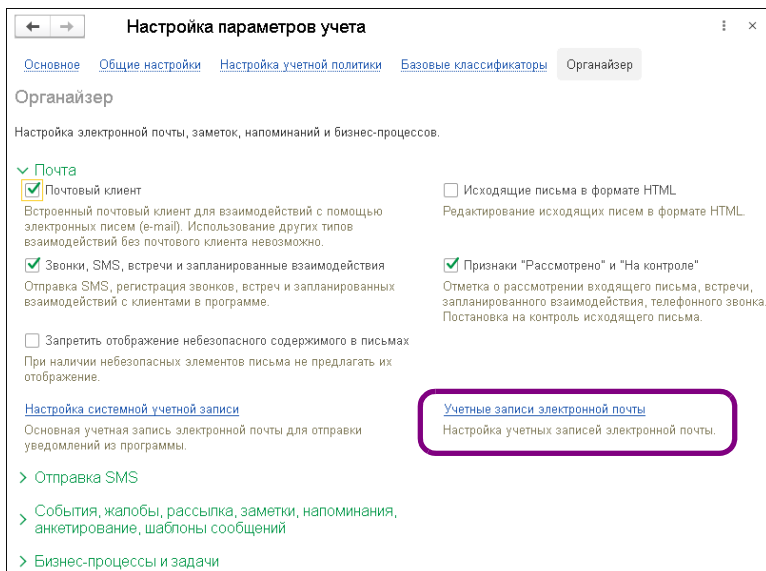 Настройка параметров учета
Основное Общие настройки Настройка учетной политики Базовые классификаторы Органайзер
Органайзер
Настройка электронной почты, заметок, напоминаний и бизнес-процессов.
Почта
Почтовый клиент
Встроенный почтовый клиент для взаимодействий с помощью
электронных писем (e-mail). Использование других типов
взаимодействий без почтового клиента невозможно.
Исходящие письма в формате HTML
Редактирование исходящих писем в формате HTML.
Звонки, SMS, встречи и запланированные взаимодействия
Отправка SMS, регистрация звонков, встреч и запланированных
взаимодействий с клиентами в программе.
Признаки "Рассмотрено" и "На контроле"
Отметка о рассмотрении входящего письма, встречи,
запланированного взаимодействия, телефонного звонка.
Постановка на контроль исходящего письма.
Запретить отображение небезопасного содержимого в письмах
При наличии небезопасных элементов письма не предлагать их
отображение.
Настройка системной учетной записи
Основная учетная запись электронной почты для отправки
уведомлений из программы.
Учетные записи электронной почты
Настройка учетных записей электронной почты.
Отправка SMS
События, жалобы, рассылка, заметки, напоминания,
анкетирование, шаблоны сообщений
Бизнес-процессы и задачи